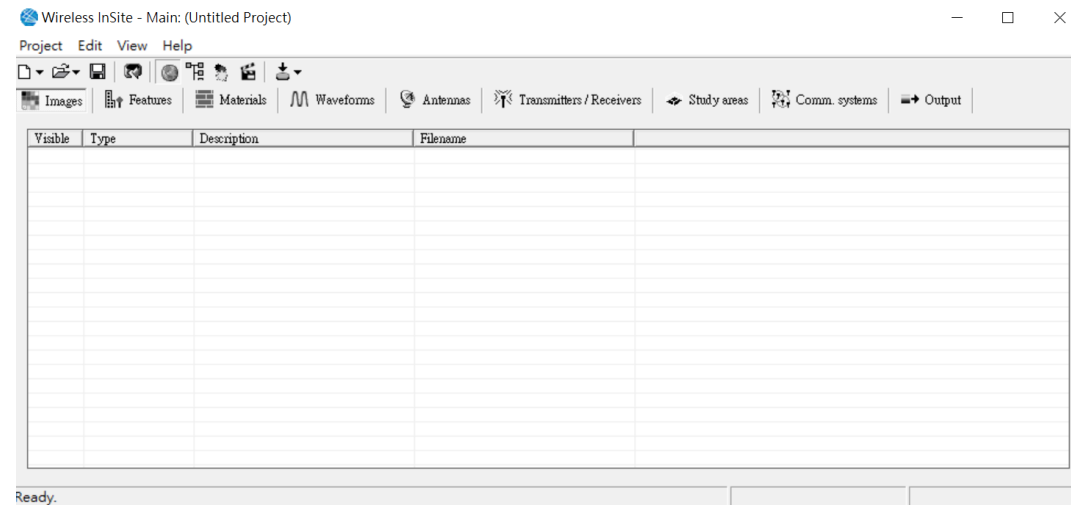 Wireless InSite - Main: (Untitled Project)
Project Edit View Help
Images Features Materials Waveforms Antennas Transmitters / Receivers Study areas Comm. systems Output
Visible Type Description Filename
Ready.